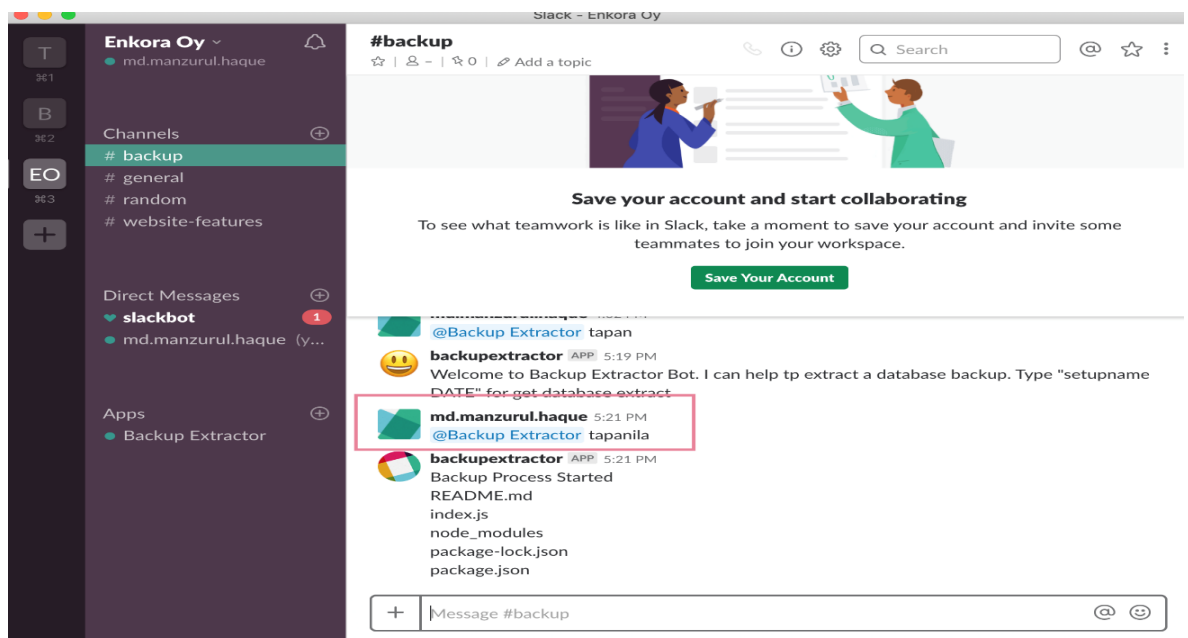 Slack - Enkora Oy
T
⌘1
B
⌘2
EO
⌘3
Enkora Oy
md.manzurul.haque
Channels
# backup
# general
# random
# website-features
Direct Messages
slackbot 1
md.manzurul.haque (y...
Apps
Backup Extractor
#backup
– | 0 | Add a topic
Search
Save your account and start collaborating
To see what teamwork is like in Slack, take a moment to save your account and invite some
teammates to join your workspace.
Save Your Account
md.manzurul.haque
@Backup Extractor tapan
backupextractor APP 5:19 PM
Welcome to Backup Extractor Bot. I can help tp extract a database backup. Type "setupname
DATE" for get database extract
md.manzurul.haque 5:21 PM
@Backup Extractor tapanila
backupextractor APP 5:21 PM
Backup Process Started
README.md
index.js
node_modules
package-lock.json
package.json
Message #backup